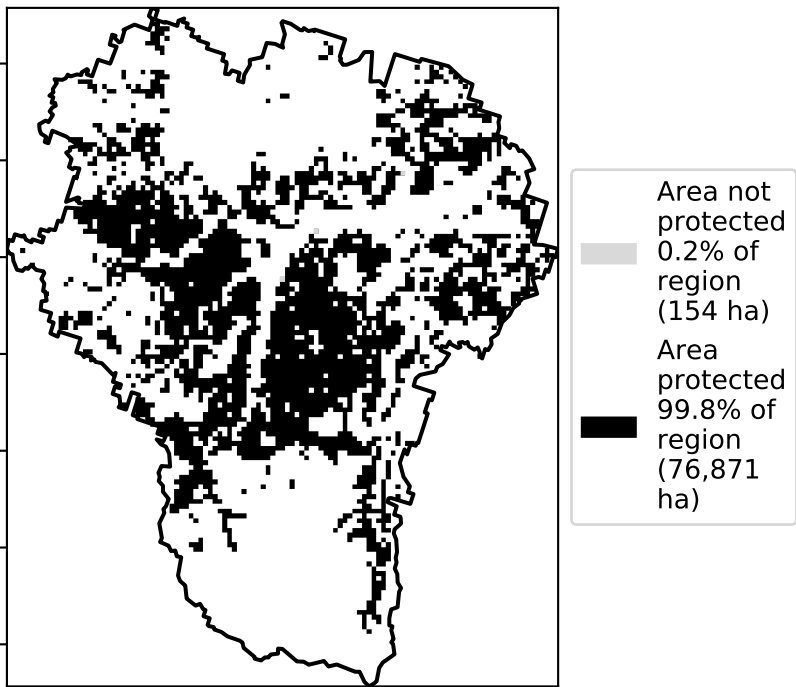 Area not
protected
0.2% of
region
(154 ha)
Area
protected
99.8% of
region
(76,871
ha)